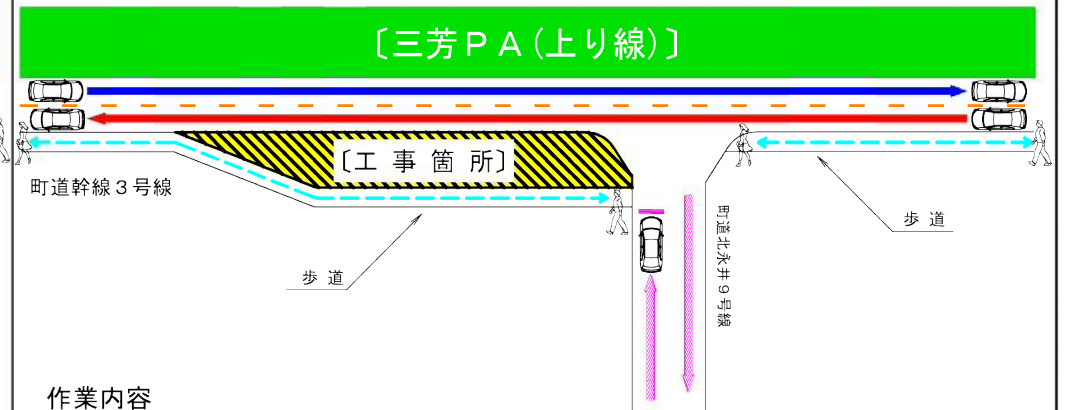 〔三芳ＰＡ(上り線)〕
〔工事箇所〕
町道幹線３号線
歩道
町道北永井９号線
歩道
作業内容